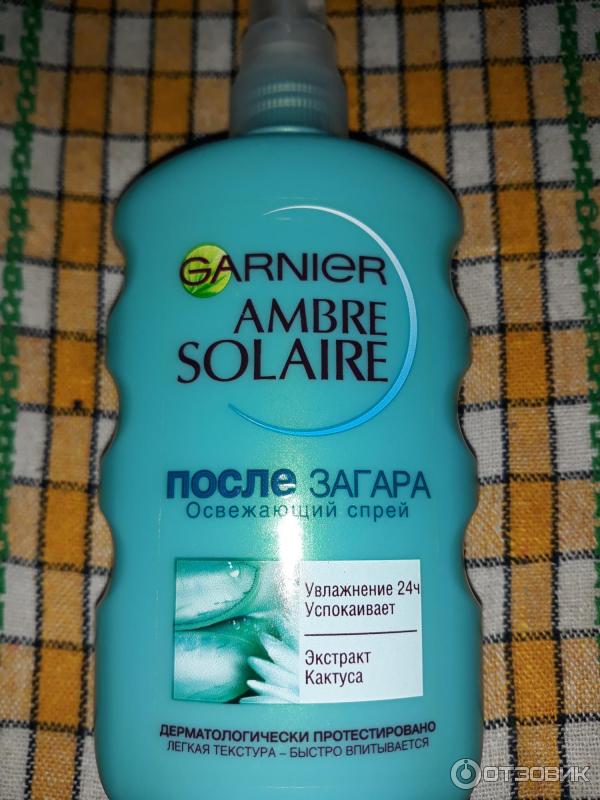 GARNIER
AMBRE
SOLAIRE
ПОСЛЕ ЗАГАРА
Освежающий спрей
Увлажнение 24ч
Успокаивает
Экстракт
Кактуса
ДЕРМАТОЛОГИЧЕСКИ ПРОТЕСТИРОВАНО
ЛЕГКАЯ ТЕКСТУРА – БЫСТРО ВПИТЫВАЕТСЯ
ОТЗОВИК